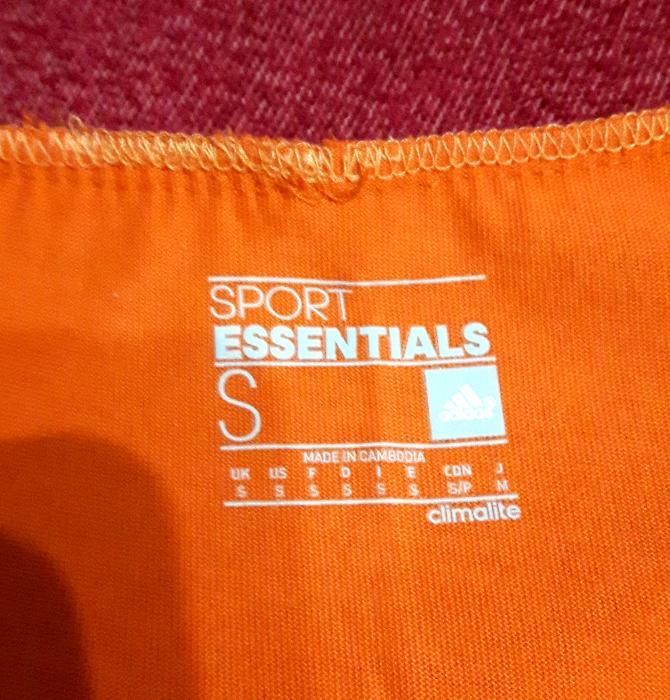 SPORT
ESSENTIALS
S
adidas
MADE IN CAMBODIA
UK US F D I E CDN J
S S S S S S S/P M
climalite